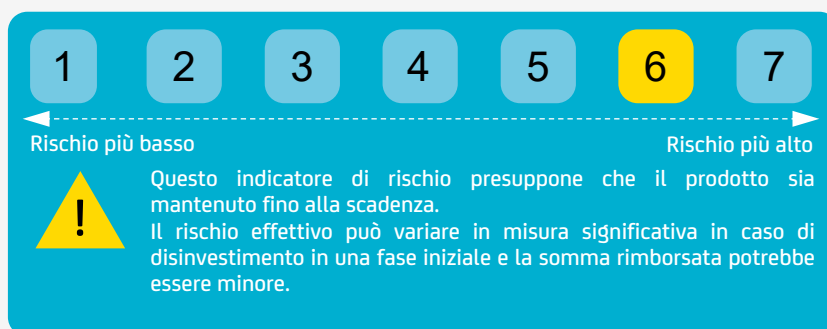 1 2 3 4 5 6 7
Rischio più basso Rischio più alto
Questo indicatore di rischio presuppone che il prodotto sia
mantenuto fino alla scadenza.
Il rischio effettivo può variare in misura significativa in caso di
disinvestimento in una fase iniziale e la somma rimborsata potrebbe
essere minore.
!